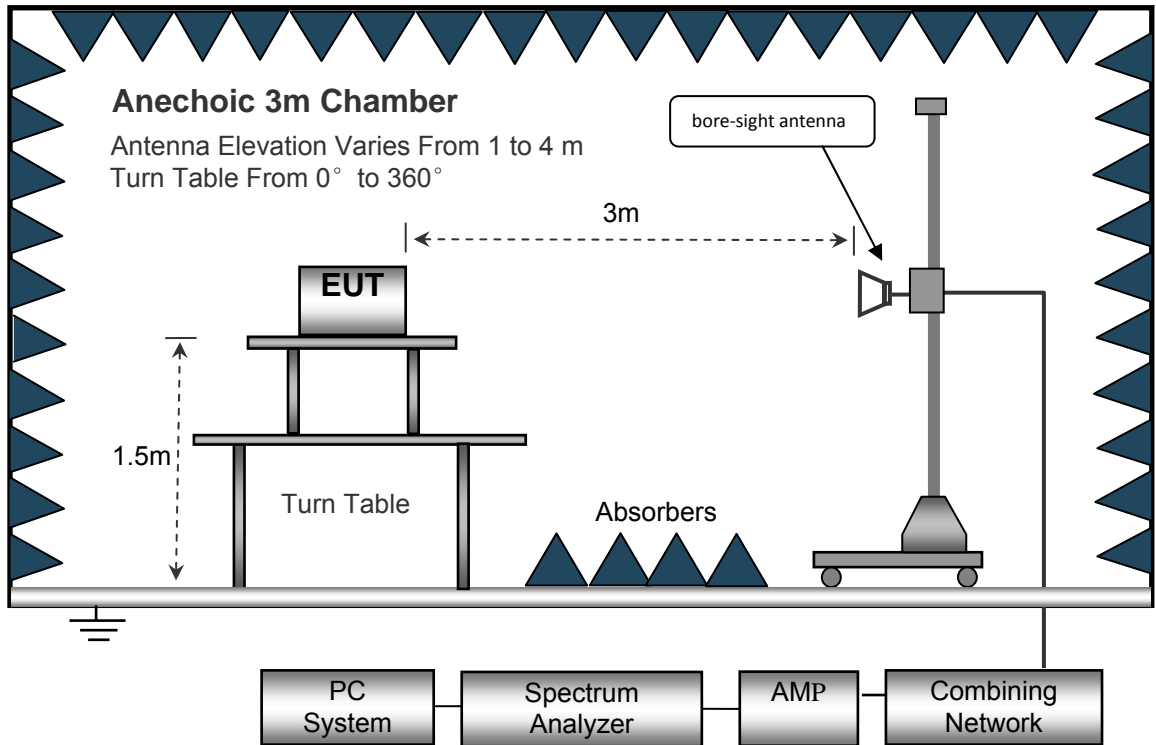 Anechoic 3m Chamber
Antenna Elevation Varies From 1 to 4 m
Turn Table From 0° to 360°
bore-sight antenna
3m
EUT
1.5m
Turn Table
Absorbers
PC
System
Spectrum
Analyzer
AMP
Combining
Network